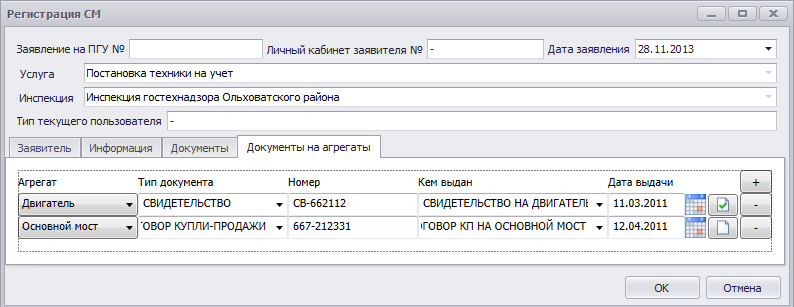 Регистрация СМ
Заявление на ПГУ № Личный кабинет заявителя № - Дата заявления 28.11.2013
Услуга Постановка техники на учет
Инспекция Инспекция гостехнадзора Ольховатского района
Тип текущего пользователя -
Заявитель Информация Документы Документы на агрегаты
Агрегат Тип документа Номер Кем выдан Дата выдачи +
Двигатель СВИДЕТЕЛЬСТВО СВ-662112 СВИДЕТЕЛЬСТВО НА ДВИГАТЕЛЬ 11.03.2011 -
Основной мост ГОВОР КУПЛИ-ПРОДАЖИ 667-212331 ОГОВОР КП НА ОСНОВНОЙ МОСТ 12.04.2011 -
OK Отмена